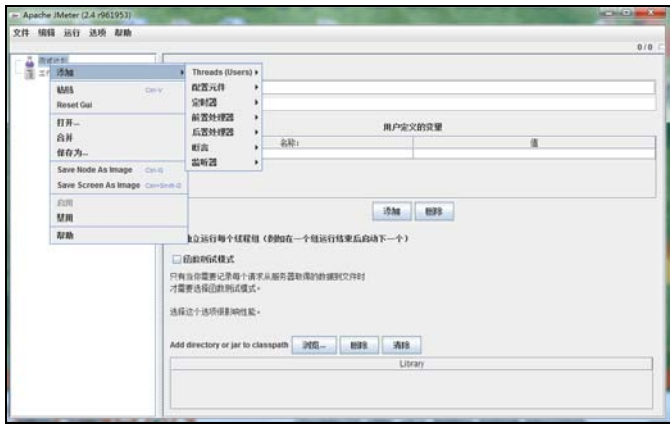 Apache JMeter (2.4 r961953)
文件 编辑 运行 选项 帮助
0 / 0
测试计划
添加
Threads (Users)
粘贴 Ctrl-V
配置元件
Reset Gui
定时器
打开...
前置处理器
合并
后置处理器
保存为...
断言
Save Node As Image Ctrl-G
监听器
Save Screen As Image Ctrl+Shift-G
启用
禁用
帮助
用户定义的变量
名称: 值
添加 删除
独立运行每个线程组（例如在一个组运行结束后启动下一个）
函数测试模式
只有当你需要记录每个请求从服务器取得的数据到文件时
才需要选择函数测试模式。
选择这个选项很影响性能。
Add directory or jar to classpath 浏览... 删除 清除
Library